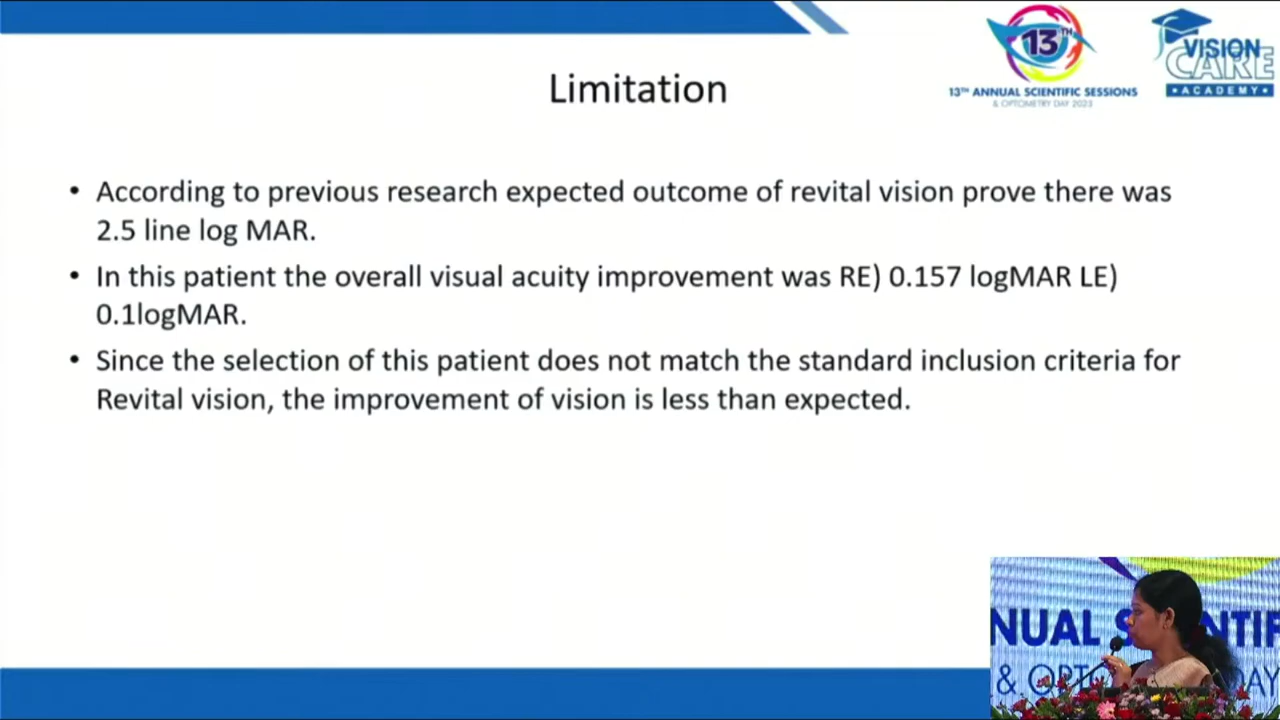 13TH
13TH ANNUAL SCIENTIFIC SESSIONS
& OPTOMETRY DAY 2023
VISION
CARE
•ACADEMY•
Limitation
• According to previous research expected outcome of revital vision prove there was
2.5 line log MAR.
• In this patient the overall visual acuity improvement was RE) 0.157 logMAR LE)
0.1logMAR.
• Since the selection of this patient does not match the standard inclusion criteria for
Revital vision, the improvement of vision is less than expected.
NUAL S NTIF
& OPTO DAY